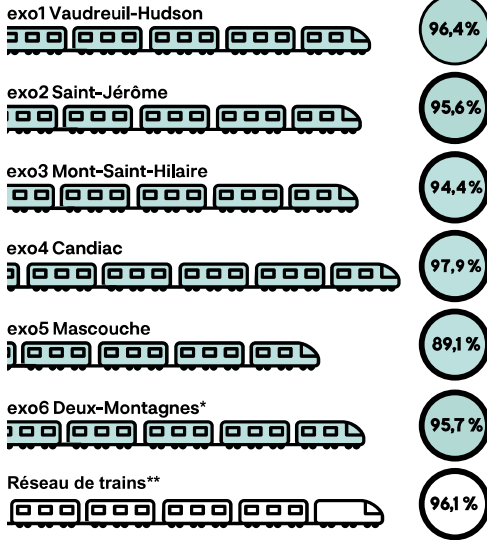 exo1 Vaudreuil-Hudson
96,4%
exo2 Saint-Jérôme
95,6%
exo3 Mont-Saint-Hilaire
94,4%
exo4 Candiac
97,9%
exo5 Mascouche
89,1 %
exo6 Deux-Montagnes*
95,7 %
Réseau de trains**
96,1 %